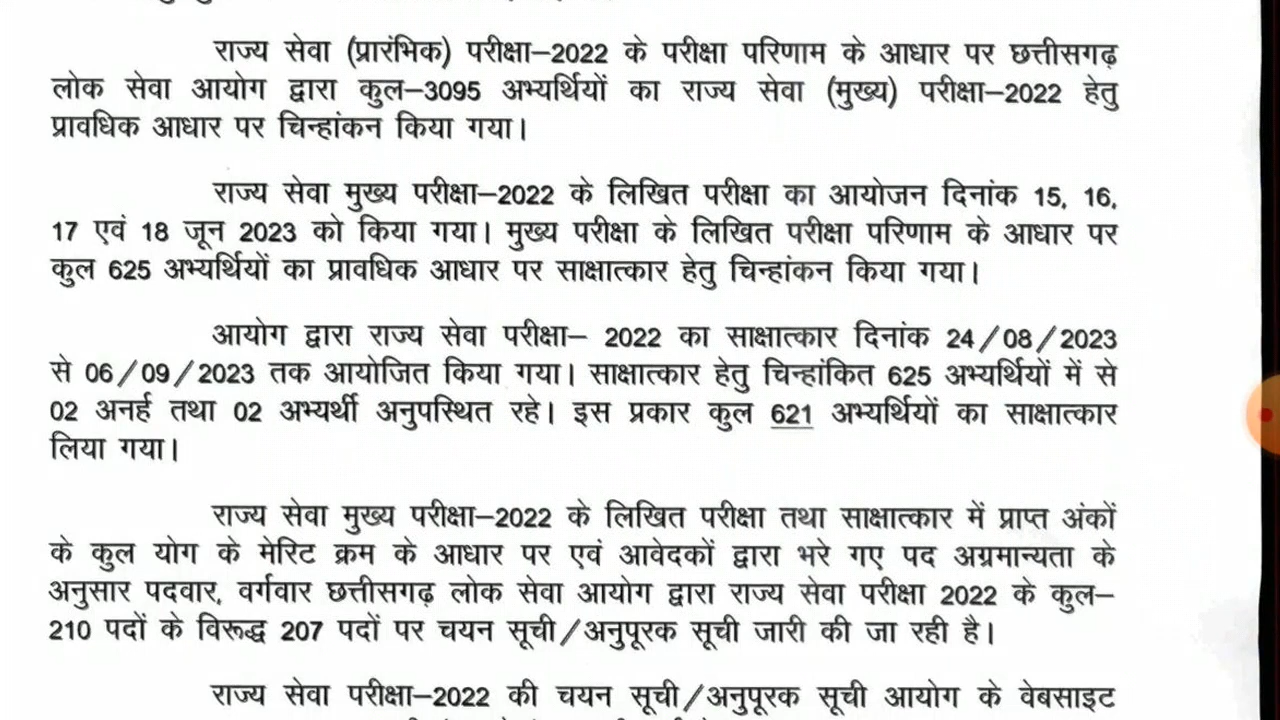 राज्य सेवा (प्रारंभिक) परीक्षा–2022 के परीक्षा परिणाम के आधार पर छत्तीसगढ़
लोक सेवा आयोग द्वारा कुल–3095 अभ्यर्थियों का राज्य सेवा (मुख्य) परीक्षा–2022 हेतु
प्रावधिक आधार पर चिन्हांकन किया गया।
राज्य सेवा मुख्य परीक्षा–2022 के लिखित परीक्षा का आयोजन दिनांक 15, 16,
17 एवं 18 जून 2023 को किया गया। मुख्य परीक्षा के लिखित परीक्षा परिणाम के आधार पर
कुल 625 अभ्यर्थियों का प्रावधिक आधार पर साक्षात्कार हेतु चिन्हांकन किया गया।
आयोग द्वारा राज्य सेवा परीक्षा– 2022 का साक्षात्कार दिनांक 24/08/2023
से 06/09/2023 तक आयोजित किया गया। साक्षात्कार हेतु चिन्हांकित 625 अभ्यर्थियों में से
02 अनर्ह तथा 02 अभ्यर्थी अनुपस्थित रहे। इस प्रकार कुल 621 अभ्यर्थियों का साक्षात्कार
लिया गया।
राज्य सेवा मुख्य परीक्षा–2022 के लिखित परीक्षा तथा साक्षात्कार में प्राप्त अंकों
के कुल योग के मेरिट क्रम के आधार पर एवं आवेदकों द्वारा भरे गए पद अग्रमान्यता के
अनुसार पदवार, वर्गवार छत्तीसगढ़ लोक सेवा आयोग द्वारा राज्य सेवा परीक्षा 2022 के कुल–
210 पदों के विरूद्ध 207 पदों पर चयन सूची/अनुपूरक सूची जारी की जा रही है।
राज्य सेवा परीक्षा–2022 की चयन सूची/अनुपूरक सूची आयोग के वेबसाइट